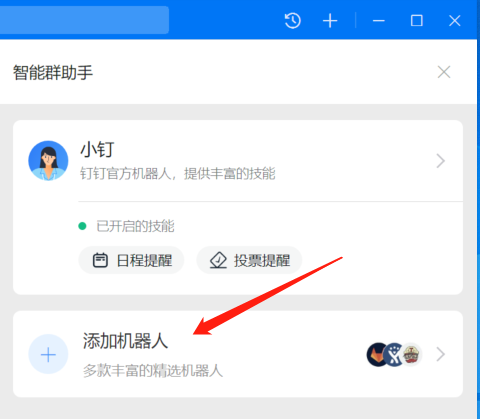 智能群助手
小钉
钉钉官方机器人，提供丰富的技能
已开启的技能
日程提醒
投票提醒
添加机器人
多款丰富的精选机器人